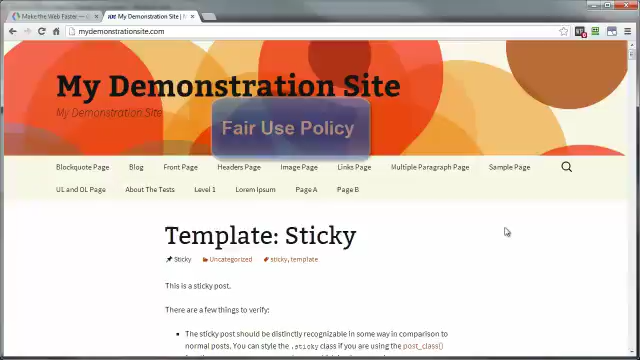 Make the Web Faster —
My Demonstration Site |
mydemonstrationsite.com
My Demonstration Site
My Demonstration Site
Fair Use Policy
Blockquote Page Blog Front Page Headers Page Image Page Links Page Multiple Paragraph Page Sample Page
UL and OL Page About The Tests Level 1 Lorem Ipsum Page A Page B
Template: Sticky
Sticky Uncategorized sticky, template
This is a sticky post.
There are a few things to verify:
The sticky post should be distinctly recognizable in some way in comparison to
normal posts. You can style the .sticky class if you are using the post_class()